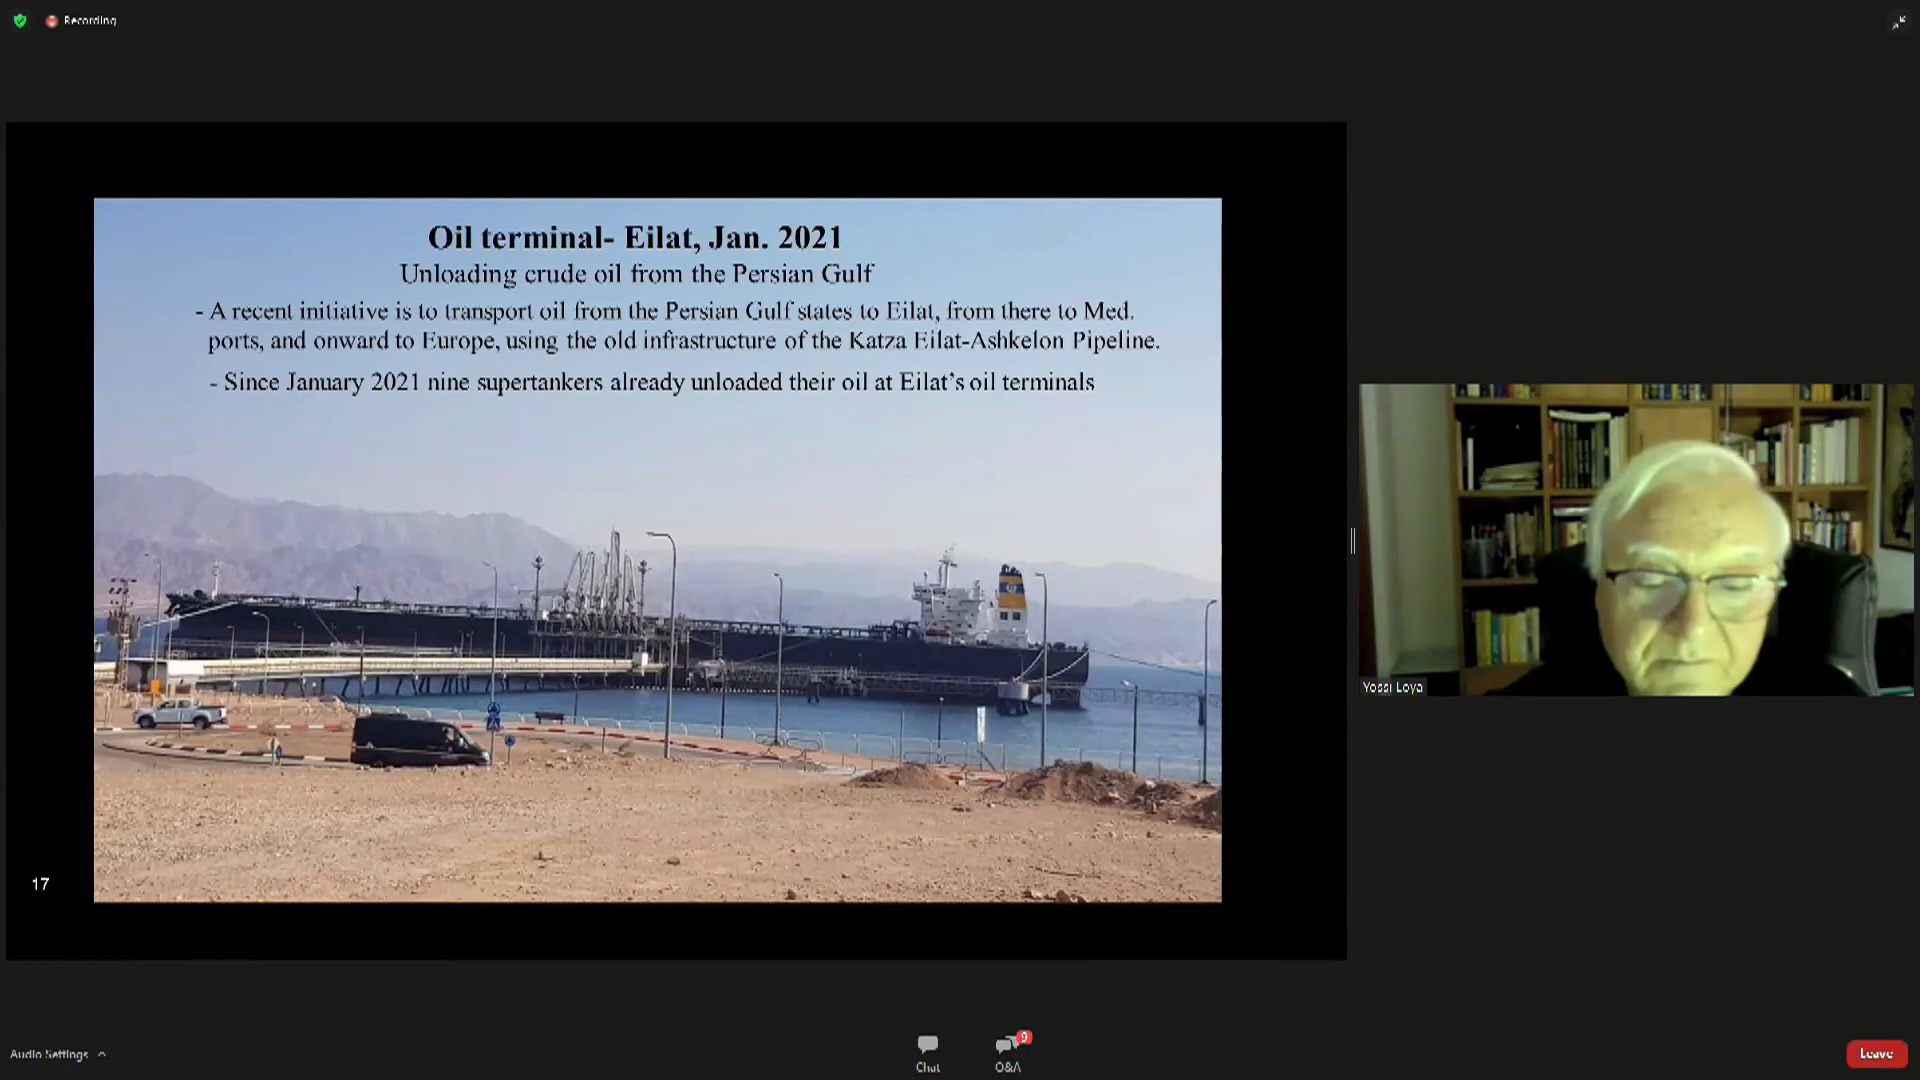 Recording
Oil terminal- Eilat, Jan. 2021
Unloading crude oil from the Persian Gulf
- A recent initiative is to transport oil from the Persian Gulf states to Eilat, from there to Med.
ports, and onward to Europe, using the old infrastructure of the Katza Eilat-Ashkelon Pipeline.
- Since January 2021 nine supertankers already unloaded their oil at Eilat's oil terminals
Yossi Loya
17
Audio Settings
Chat
9
Q&A
Leave